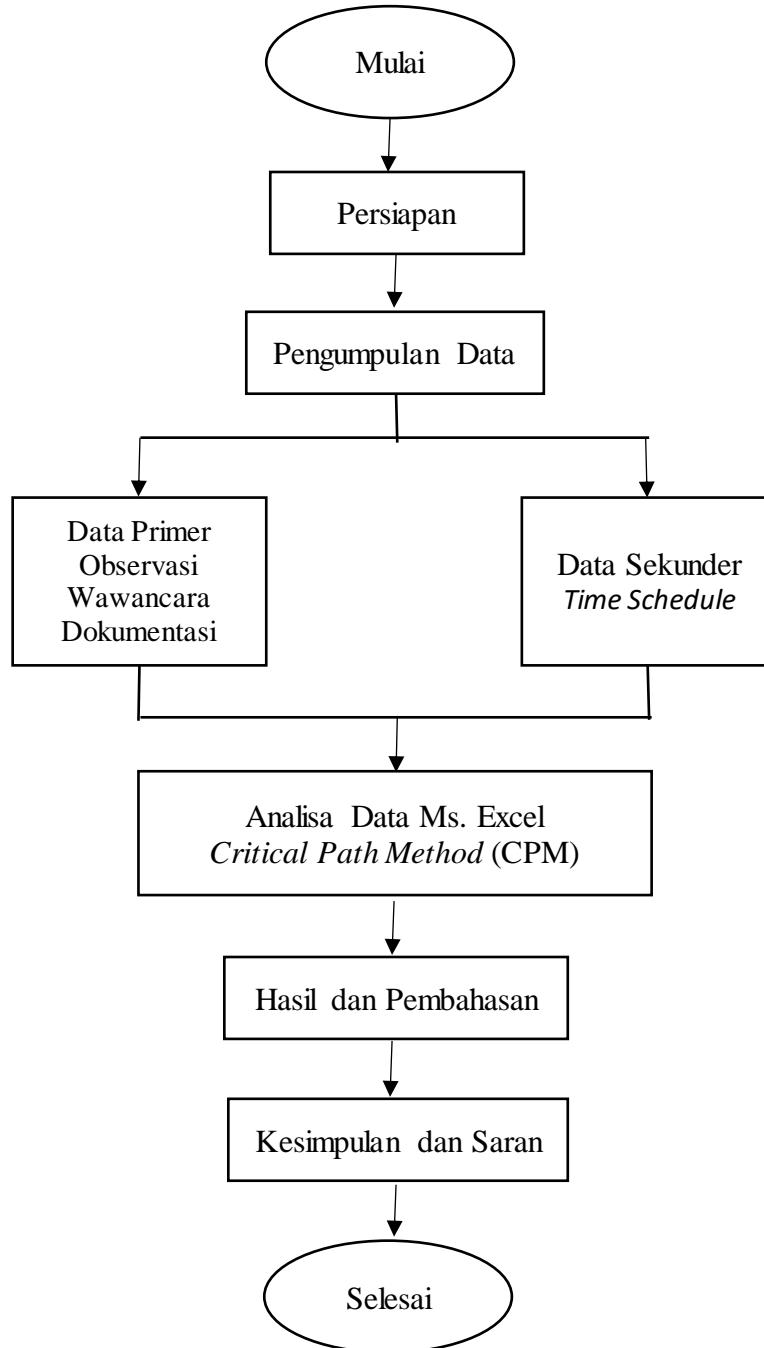 Mulai
Persiapan
Pengumpulan Data
Data Primer
Observasi
Wawancara
Dokumentasi
Data Sekunder
Time Schedule
Analisa Data Ms. Excel
Critical Path Method (CPM)
Hasil dan Pembahasan
Kesimpulan dan Saran
Selesai